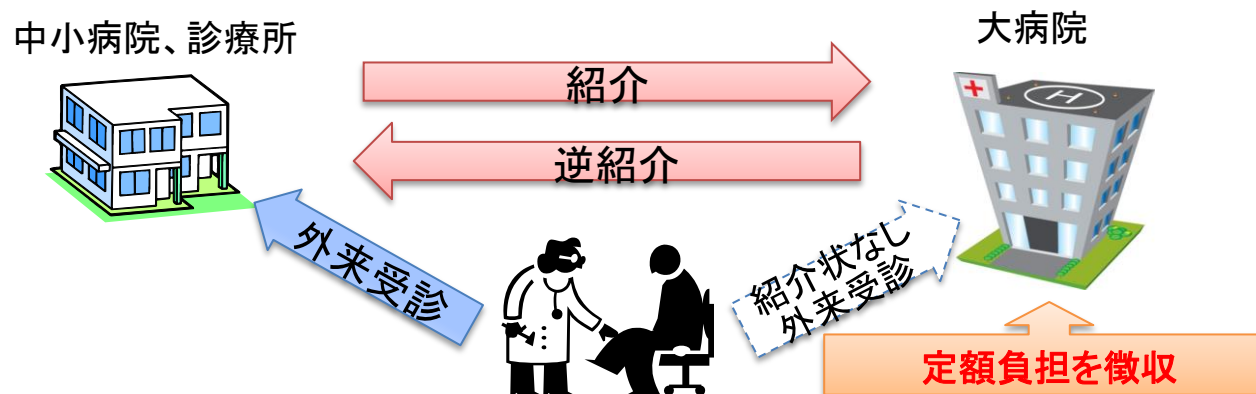 中小病院、診療所
大病院
紹介
逆紹介
外来受診
紹介状なし
外来受診
H
定額負担を徴収